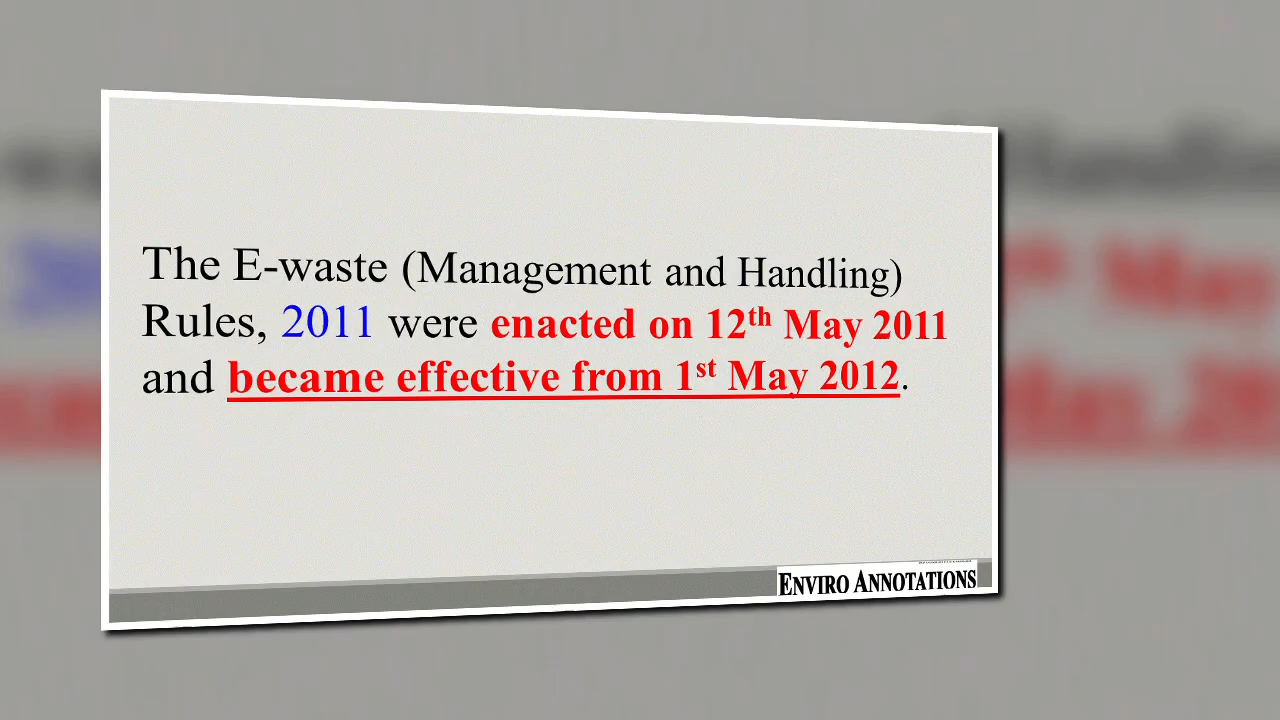 The E-waste (Management and Handling)
Rules, 2011 were enacted on 12th May 2011
and became effective from 1st May 2012.
ENVIRO ANNOTATIONS